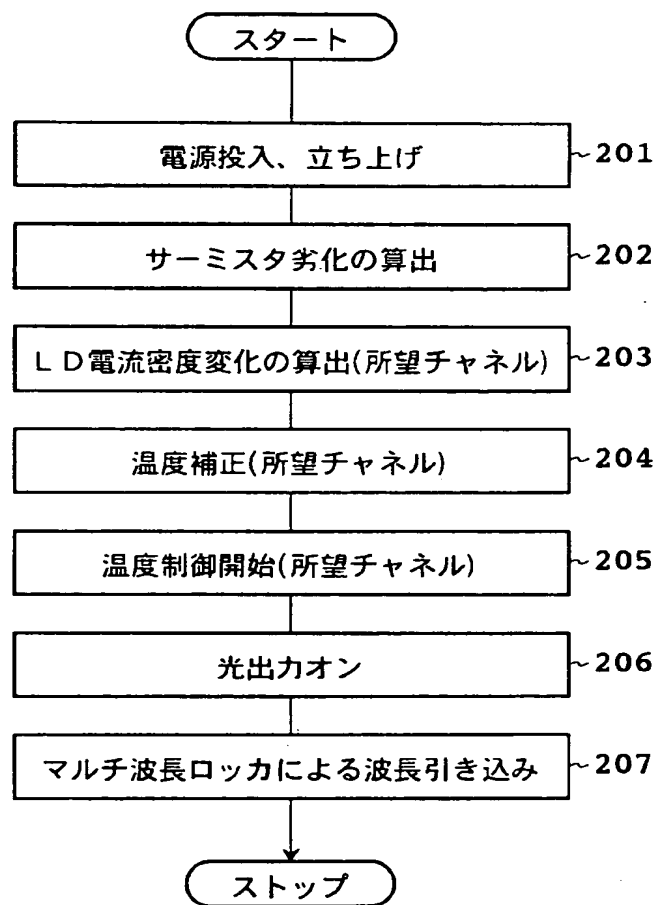 スタート
電源投入、立ち上げ ~201
サーミスタ劣化の算出 ~202
LD電流密度変化の算出(所望チャネル) ~203
温度補正(所望チャネル) ~204
温度制御開始(所望チャネル) ~205
光出力オン ~206
マルチ波長ロッカによる波長引き込み ~207
ストップ